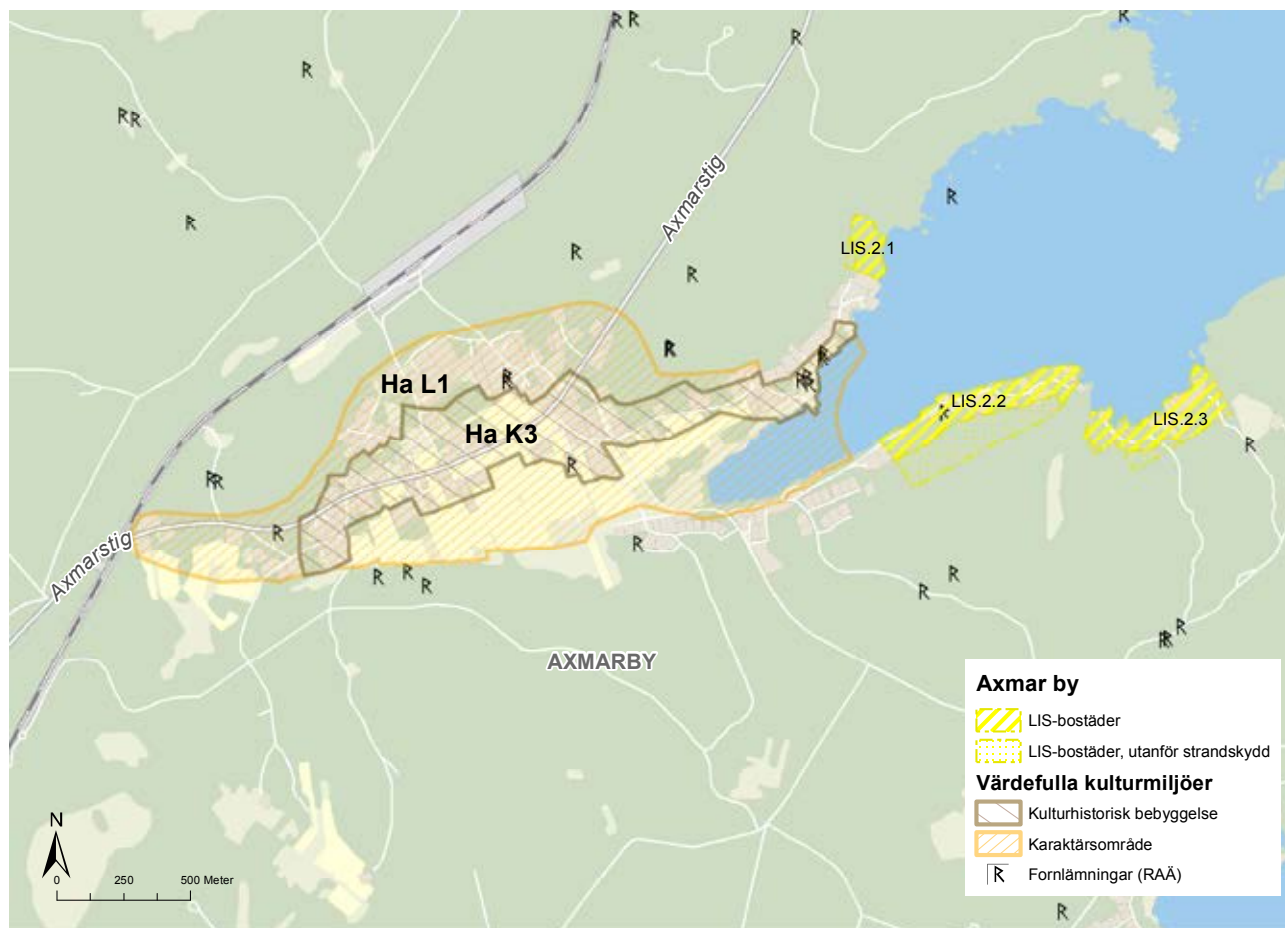 Axmarstig
LIS.2.1
Ha L1
Ha K3
LIS.2.2
LIS.2.3
Axmarstig
AXMARBY
Axmar by
LIS-bostäder
LIS-bostäder, utanför strandskydd
Värdefulla kulturmiljöer
Kulturhistorisk bebyggelse
Karaktärsområde
Fornlämningar (RAÄ)
N
0 250 500 Meter